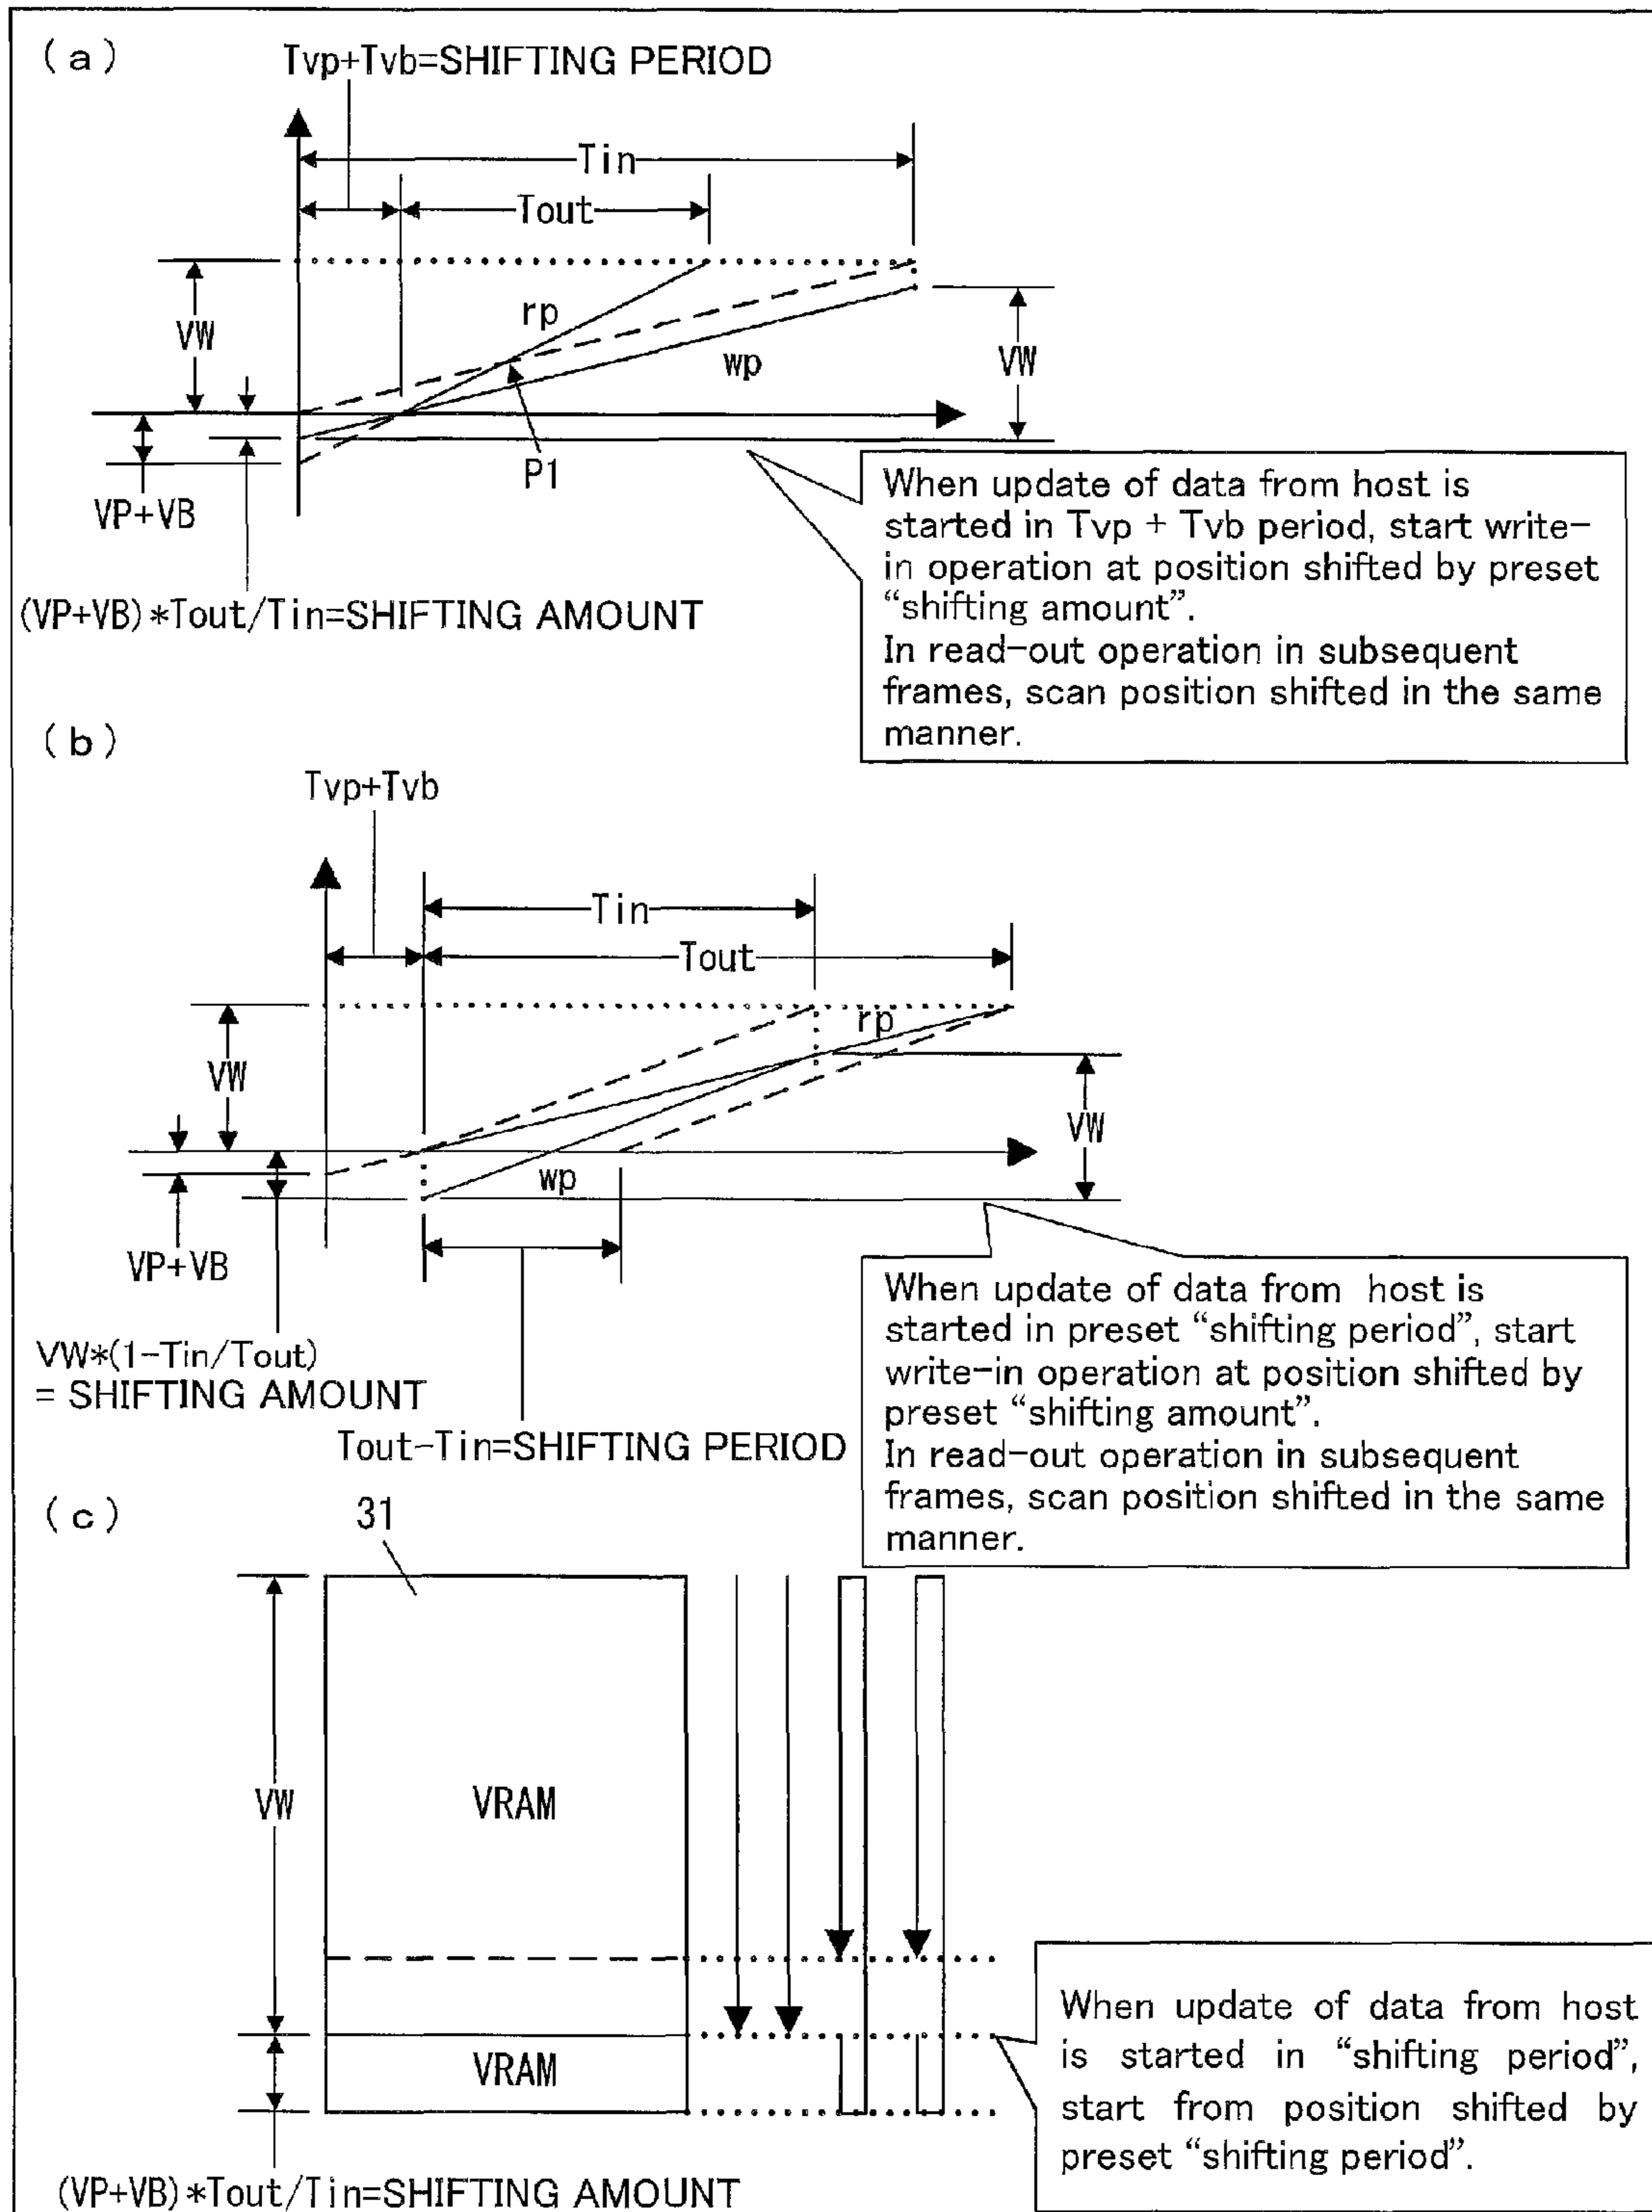 (a)
Tvp+Tvb=SHIFTING PERIOD
Tin
Tout
rp
VW
wp
VW
P1
VP+VB
(VP+VB)*Tout/Tin=SHIFTING AMOUNT
When update of data from host is
started in Tvp + Tvb period, start write-
in operation at position shifted by preset
“shifting amount”.
In read-out operation in subsequent
frames, scan position shifted in the same
manner.
(b)
Tvp+Tvb
Tin
Tout
rp
VW
VW
wp
VP+VB
VW*(1-Tin/Tout)
= SHIFTING AMOUNT
Tout-Tin=SHIFTING PERIOD
When update of data from host is
started in preset “shifting period”, start
write-in operation at position shifted by
preset “shifting amount”.
In read-out operation in subsequent
frames, scan position shifted in the same
manner.
(c)
31
VW
VRAM
VRAM
When update of data from host
is started in “shifting period”,
start from position shifted by
preset “shifting period”.
(VP+VB)*Tout/Tin=SHIFTING AMOUNT